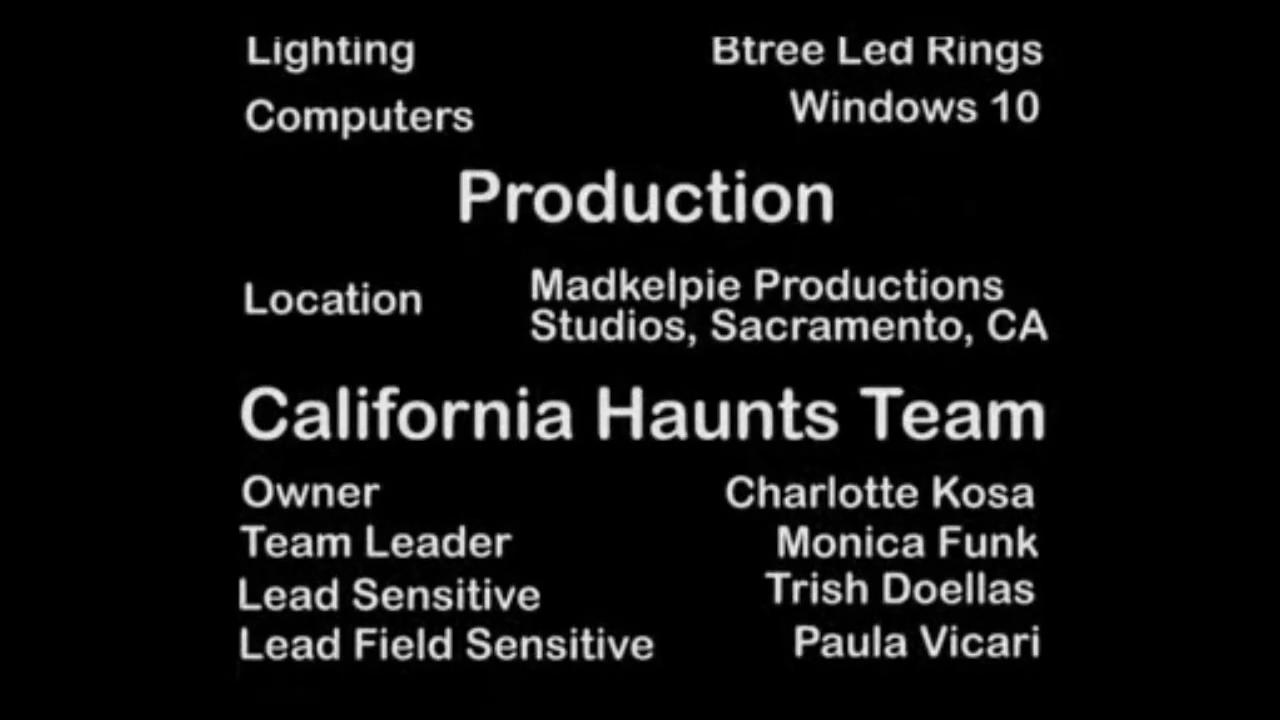 Lighting Btree Led Rings
Computers Windows 10
Production
Location Madkelpie Productions
Studios, Sacramento, CA
California Haunts Team
Owner Charlotte Kosa
Team Leader Monica Funk
Lead Sensitive Trish Doellas
Lead Field Sensitive Paula Vicari